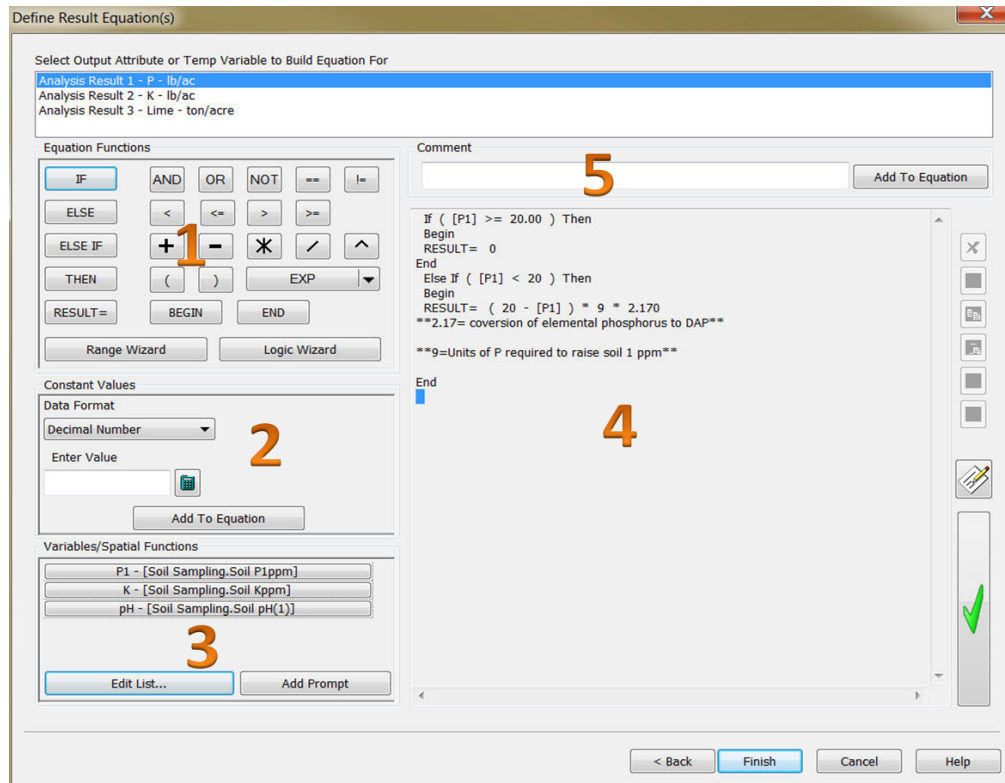 Define Result Equation(s)
Select Output Attribute or Temp Variable to Build Equation For
Analysis Result 1 - P - lb/ac
Analysis Result 2 - K - lb/ac
Analysis Result 3 - Lime - ton/acre
Equation Functions
IF AND OR NOT == !=
ELSE < <= > >=
ELSE IF + - * / ^
1
THEN ( ) EXP
RESULT= BEGIN END
Range Wizard Logic Wizard
Constant Values
Data Format
Decimal Number
2
Enter Value
Add To Equation
Variables/Spatial Functions
P1 - [Soil Sampling.Soil P1ppm]
K - [Soil Sampling.Soil Kppm]
pH - [Soil Sampling.Soil pH(1)]
3
Edit List... Add Prompt
Comment
5
Add To Equation
If ( [P1] >= 20.00 ) Then
Begin
RESULT= 0
End
Else If ( [P1] < 20 ) Then
Begin
RESULT= ( 20 - [P1] ) * 9 * 2.170
**2.17= coversion of elemental phosphorus to DAP**
**9=Units of P required to raise soil 1 ppm**
End
4
< Back Finish Cancel Help